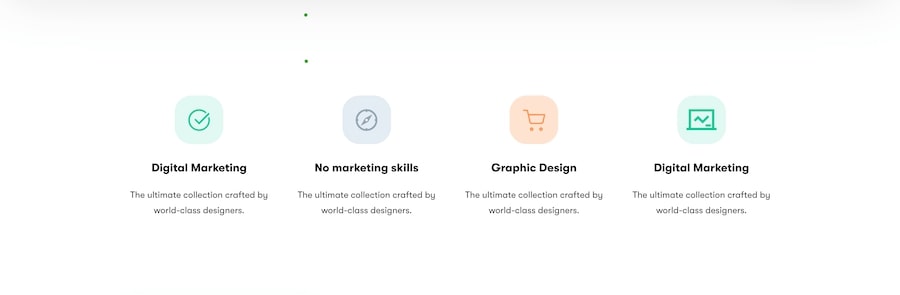 Digital Marketing
No marketing skills
Graphic Design
Digital Marketing
The ultimate collection crafted by
world-class designers.
The ultimate collection crafted by
world-class designers.
The ultimate collection crafted by
world-class designers.
The ultimate collection crafted by
world-class designers.